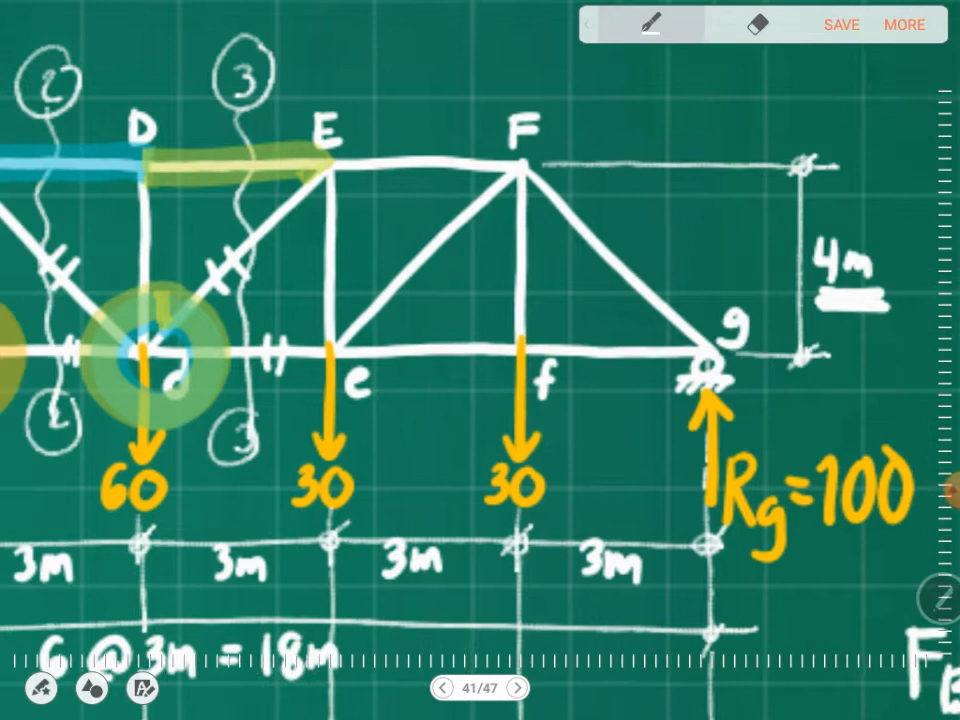 SAVE MORE
2 3
D E F
4m
d e f g
2 3
60 30 30 Rg=100
3m 3m 3m 3m
6 @ 3m = 18m
F
41/47